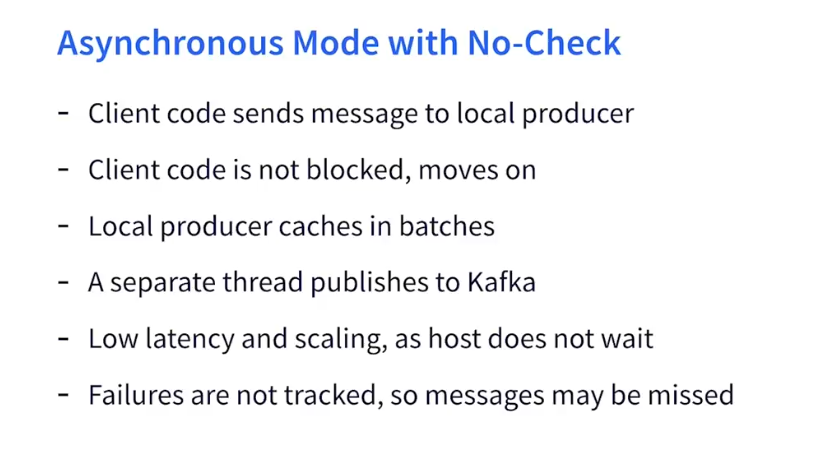 Asynchronous Mode with No-Check
- Client code sends message to local producer
- Client code is not blocked, moves on
- Local producer caches in batches
- A separate thread publishes to Kafka
- Low latency and scaling, as host does not wait
- Failures are not tracked, so messages may be missed